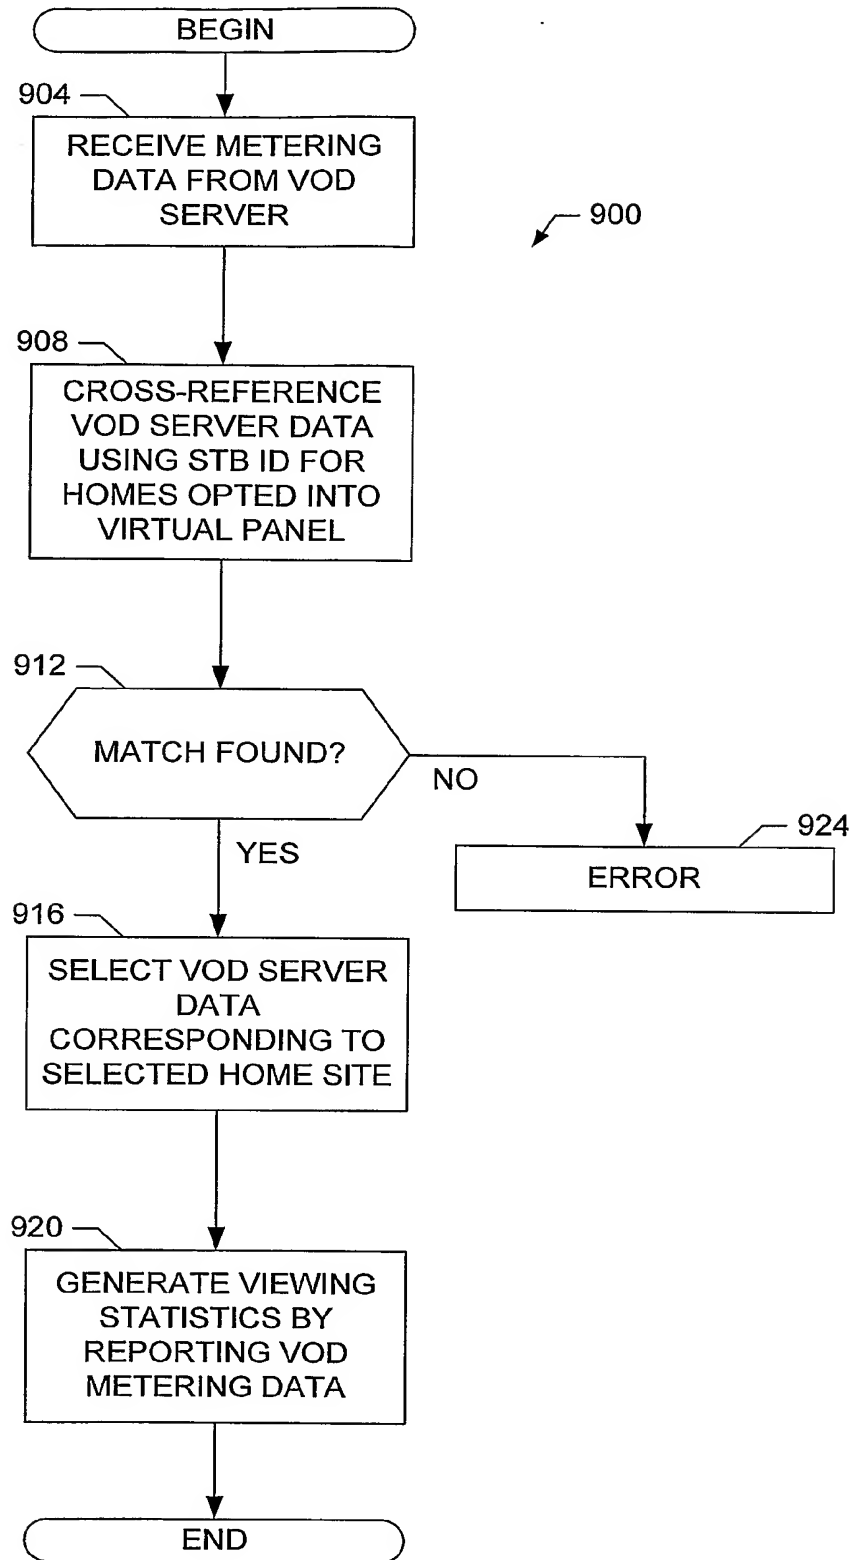 BEGIN
904
RECEIVE METERING
DATA FROM VOD
SERVER
900
908
CROSS-REFERENCE
VOD SERVER DATA
USING STB ID FOR
HOMES OPTED INTO
VIRTUAL PANEL
912
MATCH FOUND?
NO
YES
924
ERROR
916
SELECT VOD SERVER
DATA
CORRESPONDING TO
SELECTED HOME SITE
920
GENERATE VIEWING
STATISTICS BY
REPORTING VOD
METERING DATA
END